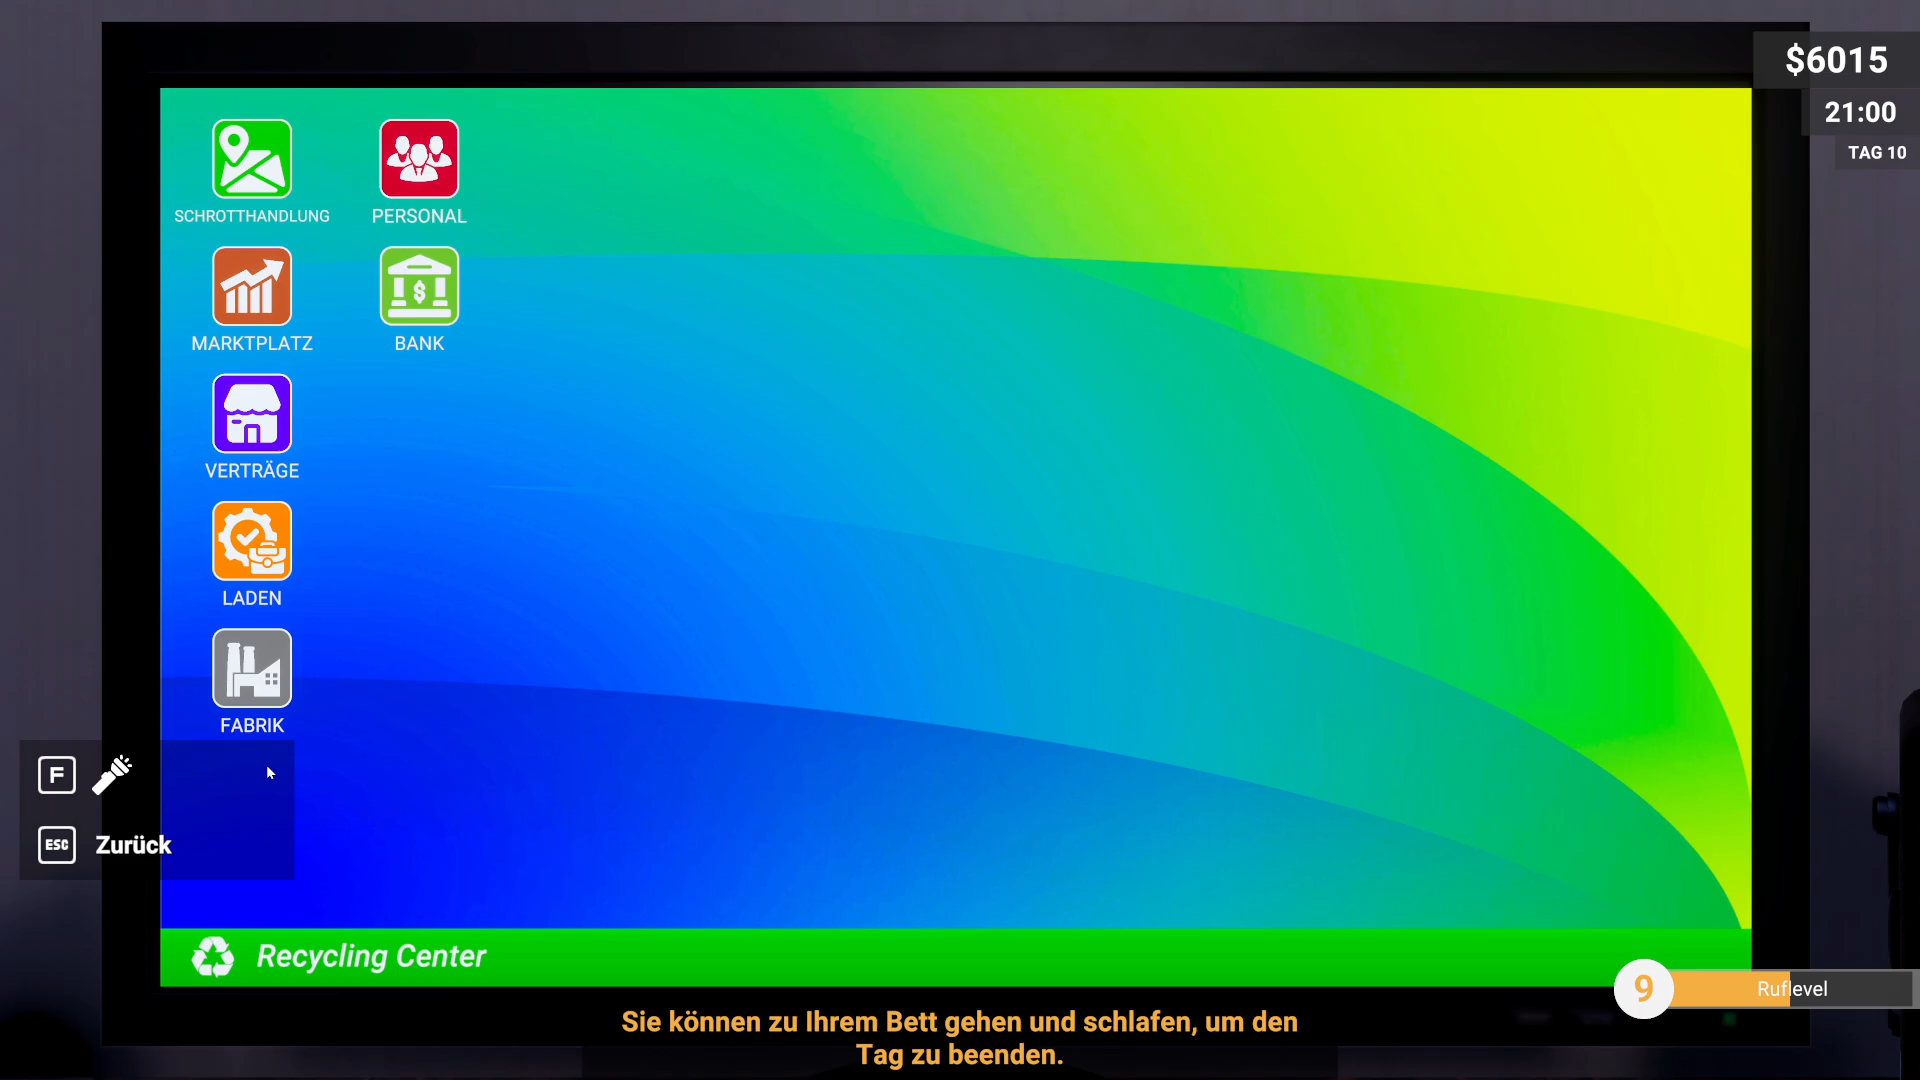 $6015
21:00
TAG 10
SCHROTTHANDLUNG
PERSONAL
MARKTPLATZ
BANK
VERTRÄGE
LADEN
FABRIK
F
ESC Zurück
Recycling Center
9 Ruflevel
Sie können zu Ihrem Bett gehen und schlafen, um den
Tag zu beenden.